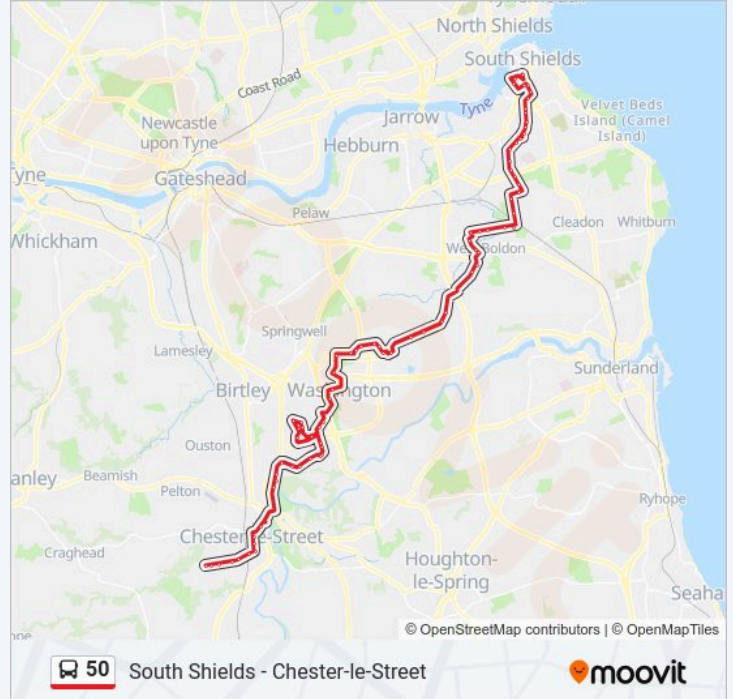 North Shields
South Shields
Coast Road
Tyne
Velvet Beds
Island (Camel
Island)
Jarrow
Newcastle
upon Tyne
Hebburn
Gateshead
yne
Pelaw
Cleadon
Whitburn
Whickham
West Boldon
Springwell
Lamesley
Sunderland
Birtley
Washington
Ouston
anley
Beamish
Pelton
Ryhope
Chester-le-Street
Craghead
Houghton-
le-Spring
Seaha
ope
© OpenStreetMap contributors | © OpenMapTiles
50 South Shields - Chester-le-Street
moovit